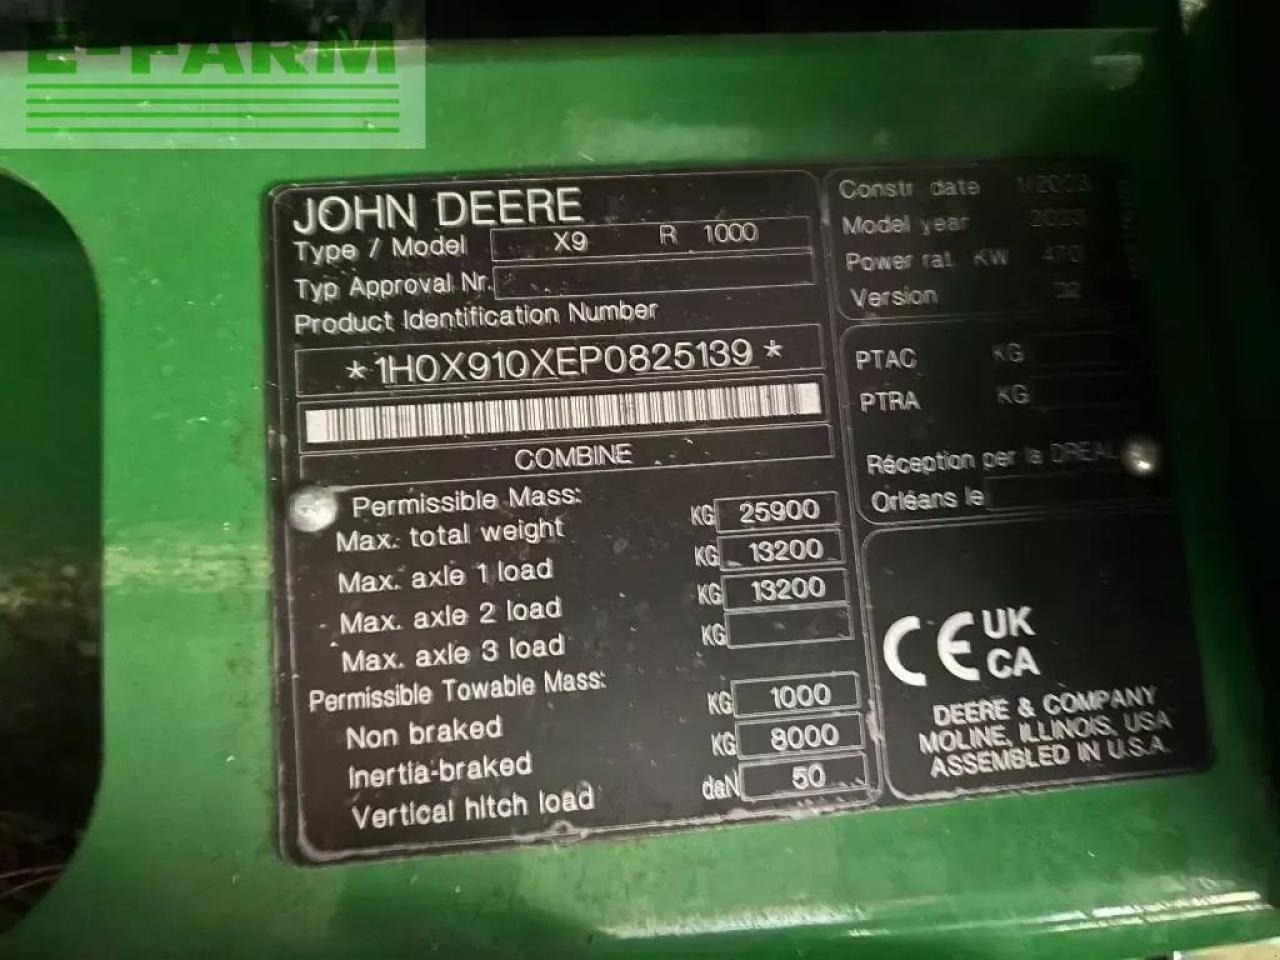 E-FARM
JOHN DEERE
Type / Model X9 R 1000
Typ Approval Nr.
Product Identification Number
*1H0X910XEP0825139*
COMBINE
Permissible Mass:
Max. total weight KG 25900
Max. axle 1 load KG 13200
Max. axle 2 load KG 13200
Max. axle 3 load KG
Permissible Towable Mass:
Non braked KG 1000
Inertia-braked KG 8000
Vertical hitch load daN 50
Constr. date
Model year 2023
Power rat. KW 470
Version
PTAC KG
PTRA KG
Réception par la DREAL
Orléans le
CE UK
CA
DEERE & COMPANY
MOLINE, ILLINOIS, USA
ASSEMBLED IN U.S.A.